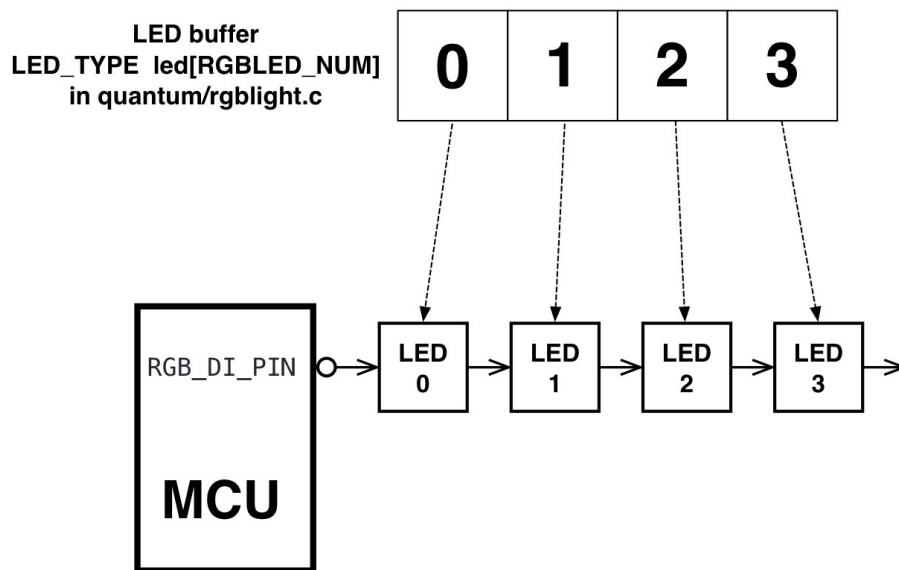 LED buffer
LED_TYPE led[RGBLED_NUM]
in quantum/rgblight.c
0 1 2 3
RGB_DI_PIN
MCU
LED
0
LED
1
LED
2
LED
3